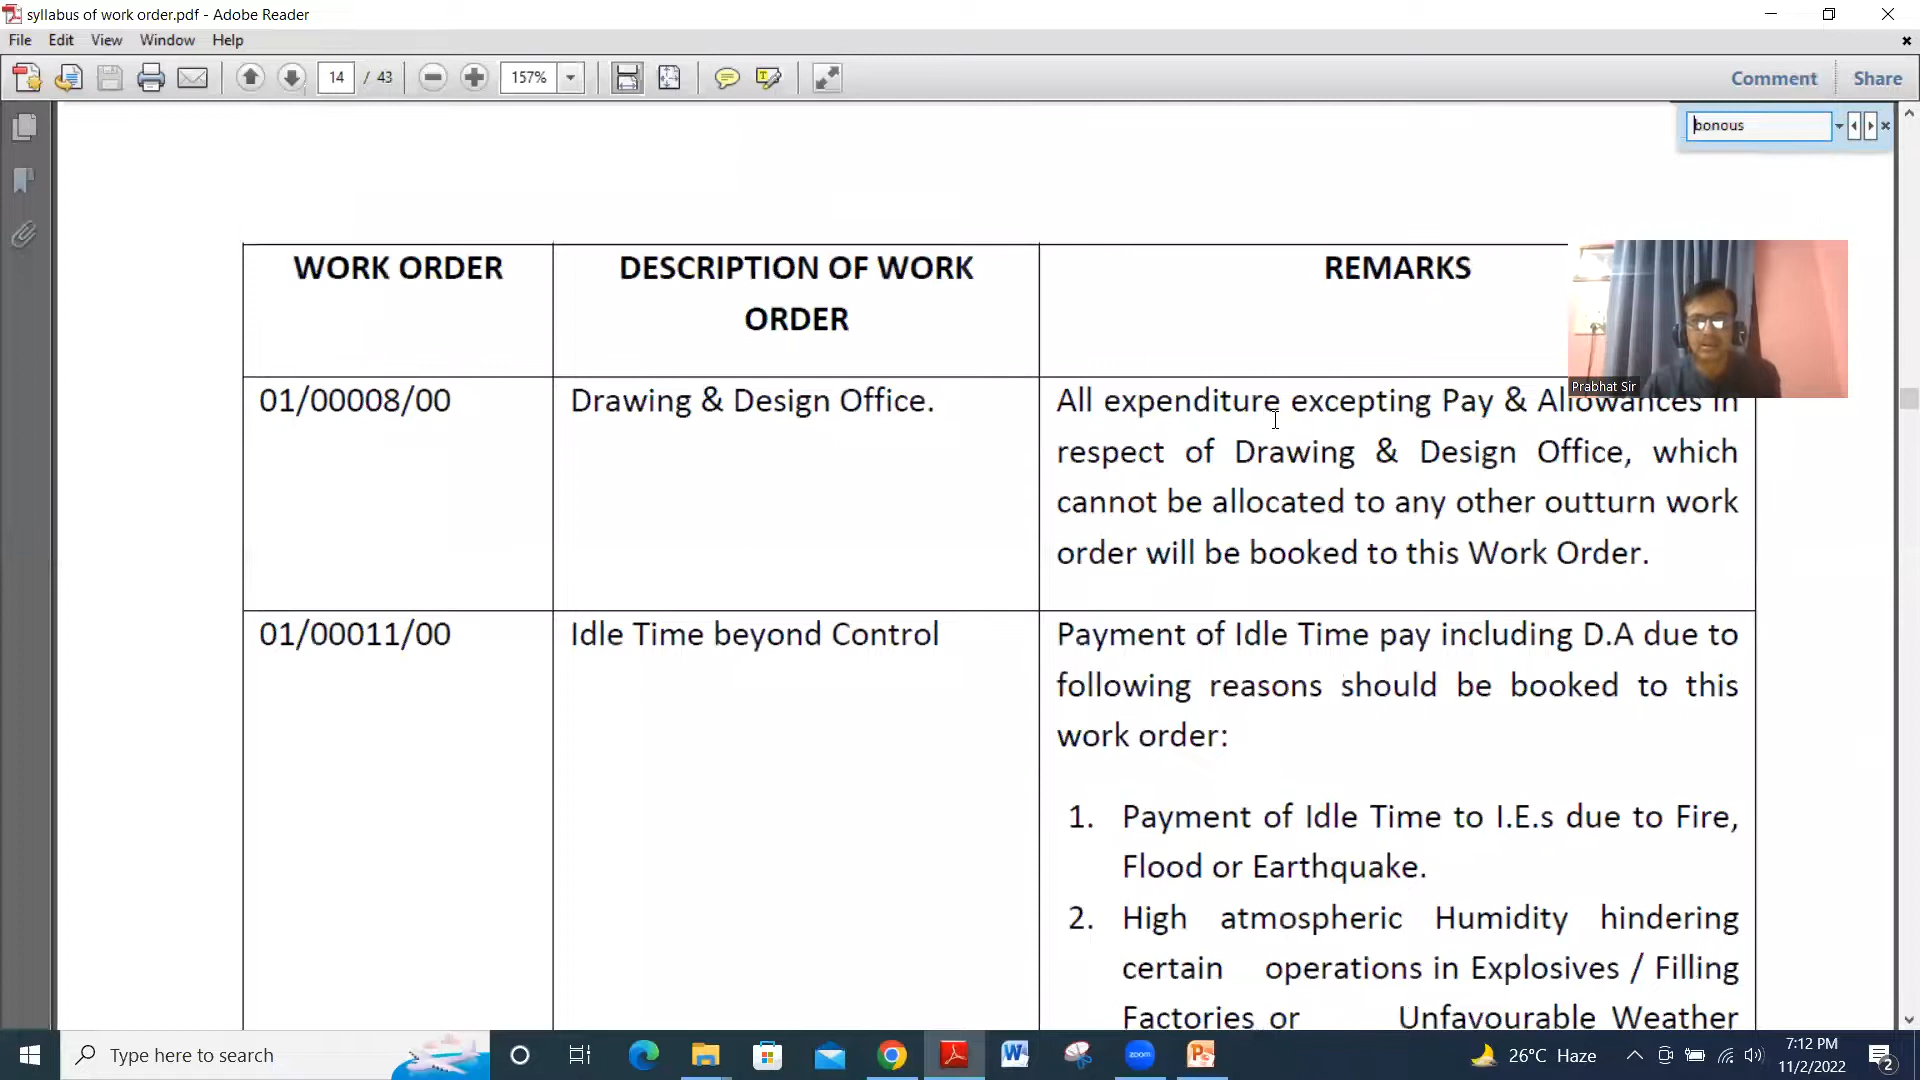 syllabus of work order.pdf - Adobe Reader
File Edit View Window Help
14 / 43 157% Comment Share
bonous
WORK ORDER
DESCRIPTION OF WORK
ORDER
REMARKS
Prabhat Sir
01/00008/00
Drawing & Design Office.
All expenditure excepting Pay & Allowances in
respect of Drawing & Design Office, which
cannot be allocated to any other outturn work
order will be booked to this Work Order.
01/00011/00
Idle Time beyond Control
Payment of Idle Time pay including D.A due to
following reasons should be booked to this
work order:
1. Payment of Idle Time to I.E.s due to Fire,
Flood or Earthquake.
2. High atmospheric Humidity hindering
certain operations in Explosives / Filling
Factories or Unfavourable Weather
Type here to search
zoom
26°C Haze
7:12 PM
11/2/2022
2